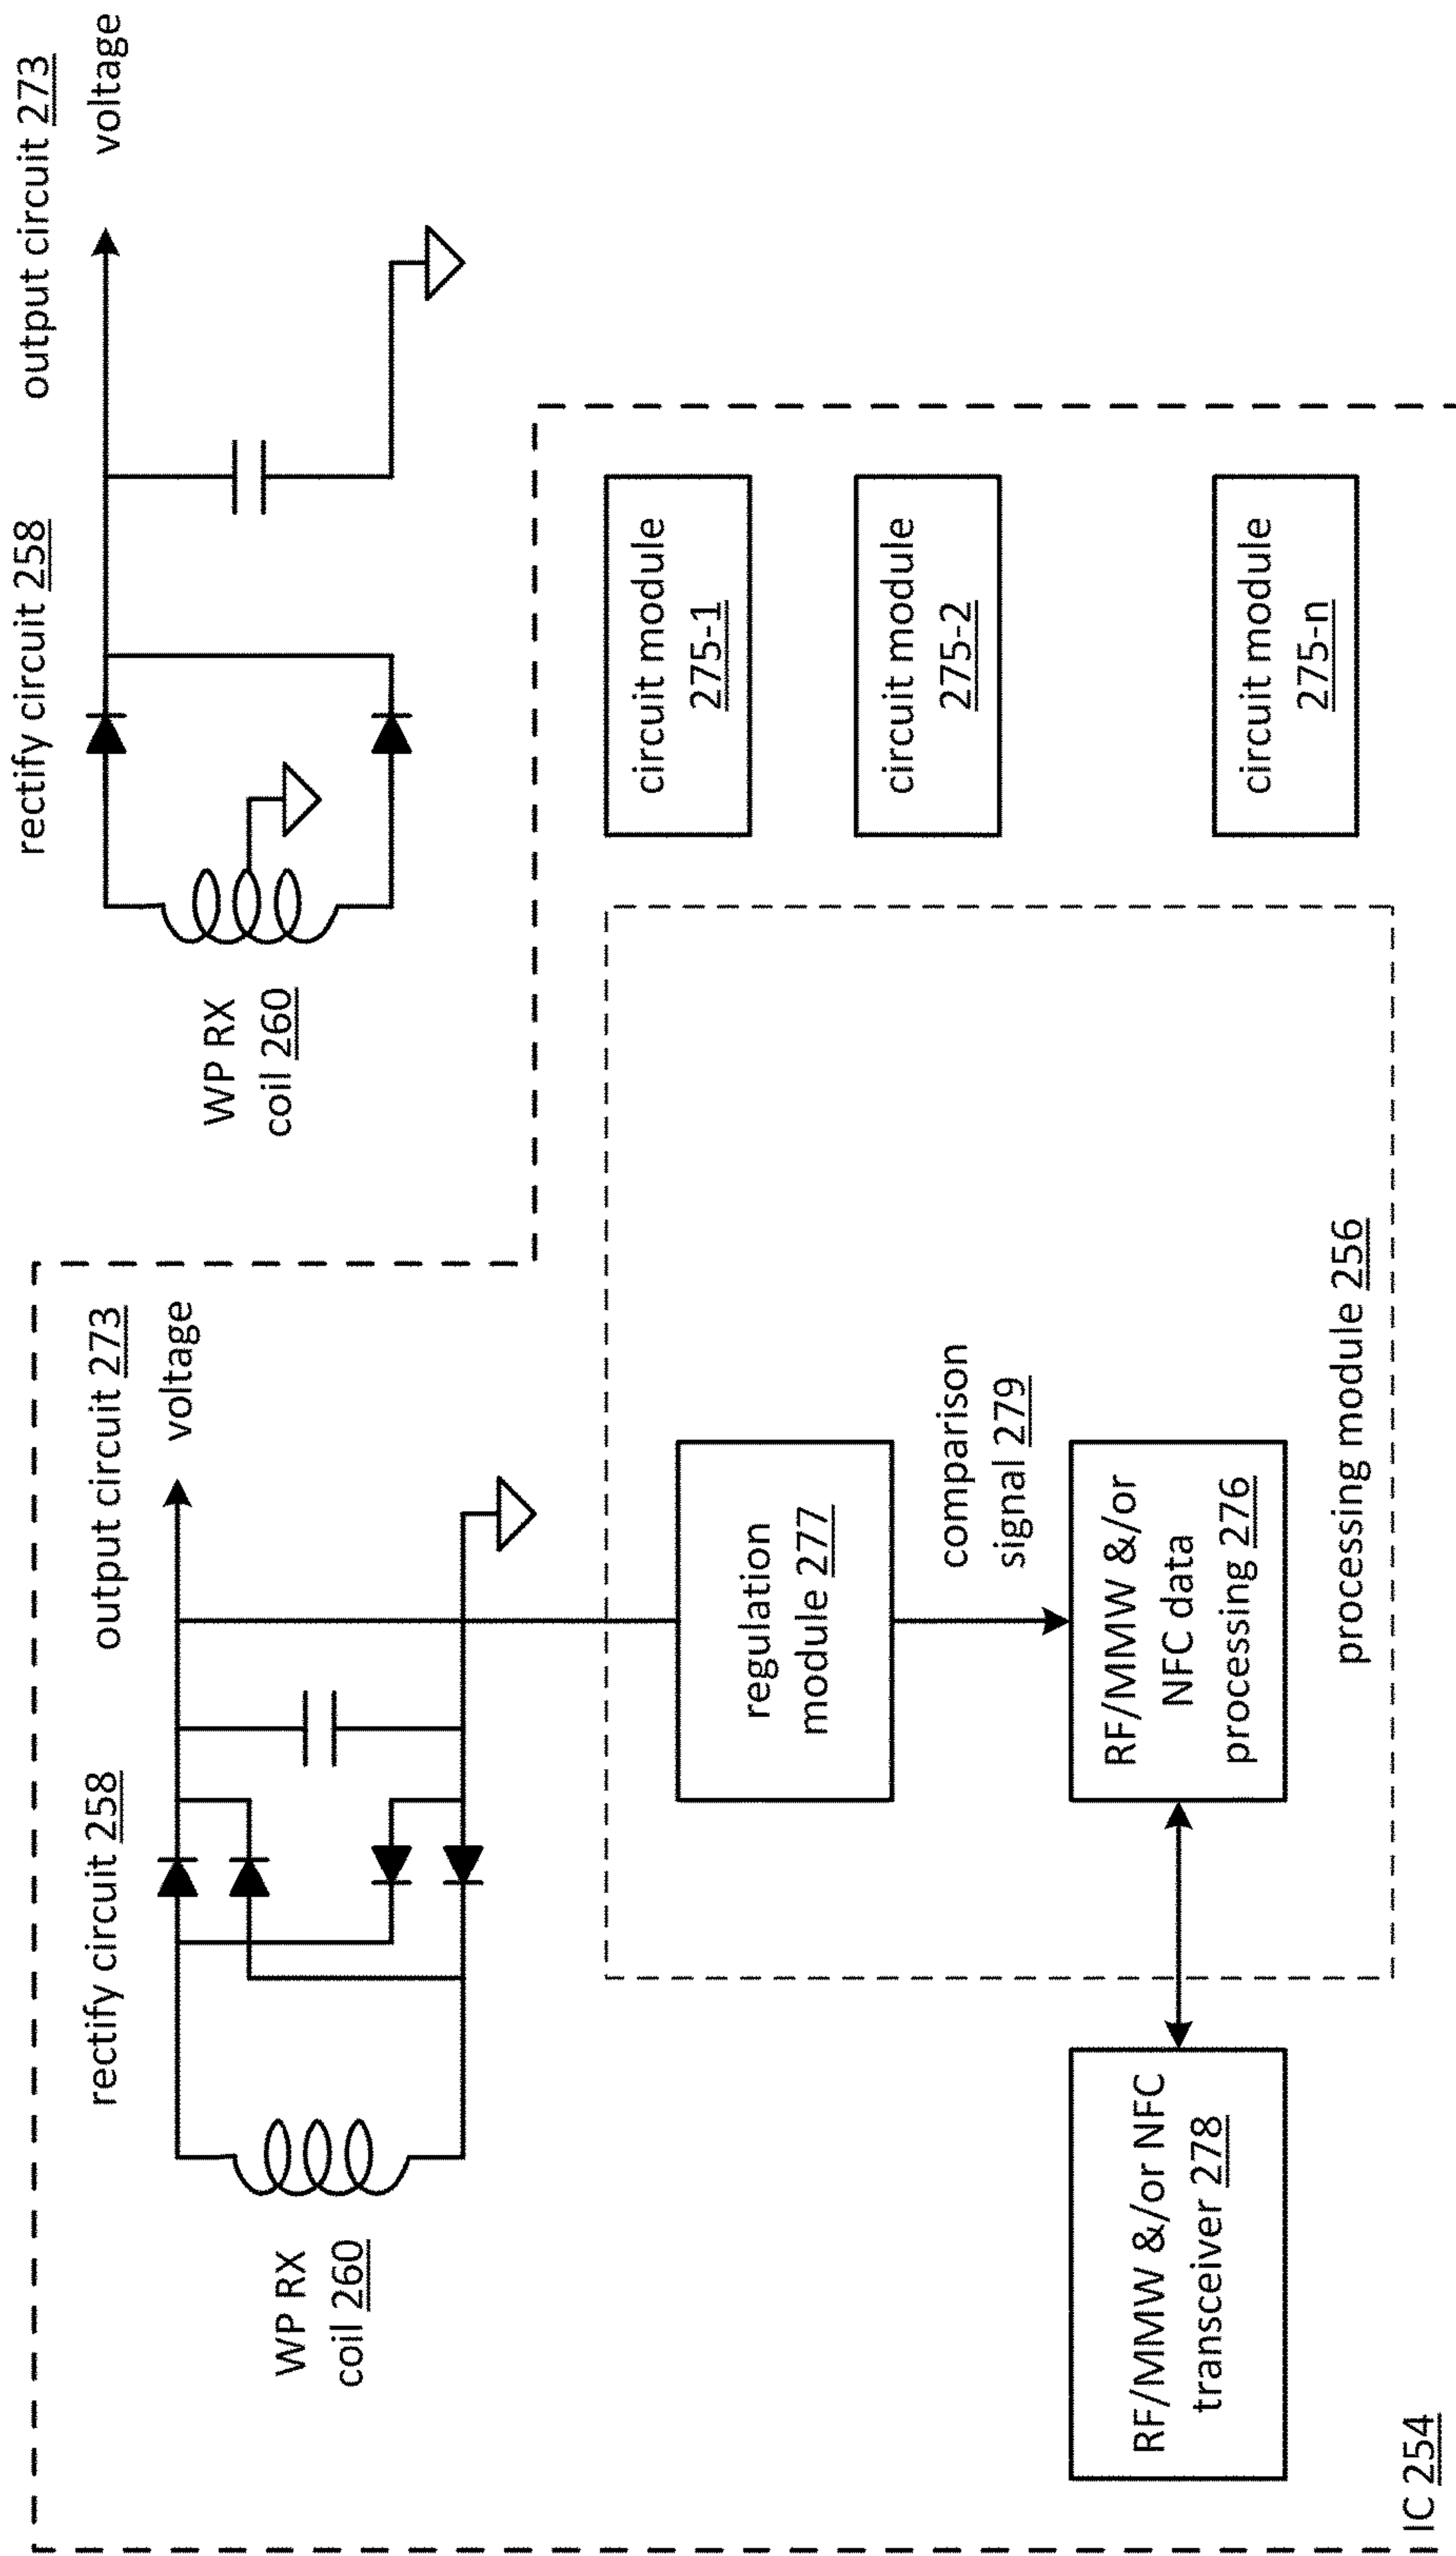 rectify circuit 258
output circuit 273
voltage
WP RX
coil 260
rectify circuit 258
output circuit 273
voltage
WP RX
coil 260
regulation
module 277
comparison
signal 279
RF/MMW &/or
NFC data
processing 276
processing module 256
RF/MMW &/or NFC
transceiver 278
circuit module
275-1
circuit module
275-2
circuit module
275-n
IC 254